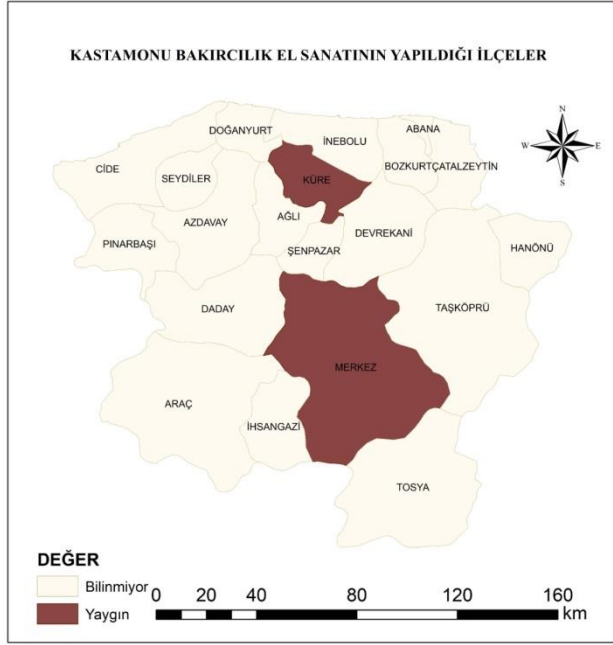 KASTAMONU BAKIRCILIK EL SANATININ YAPILDIĞI İLÇELER
N
W
E
S
DOĞANYURT
İNEBOLU
ABANA
CİDE
SEYDİLER
KÜRE
BOZKURT
ÇATALZEYTİN
AZDAVAY
AĞLI
DEVREKANİ
PINARBAŞI
ŞENPAZAR
HANÖNÜ
DADAY
TAŞKÖPRÜ
MERKEZ
ARAÇ
İHSANGAZİ
TOSYA
DEĞER
Bilinmiyor
Yaygın
0 20 40 80 120 160
km